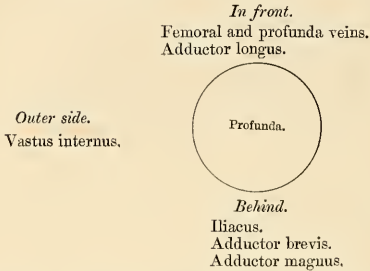 In front.
Femoral and profunda veins.
Adductor longus.
Outer side.
Vastus internus.
Profunda.
Behind.
Iliacus.
Adductor brevis.
Adductor magnus.